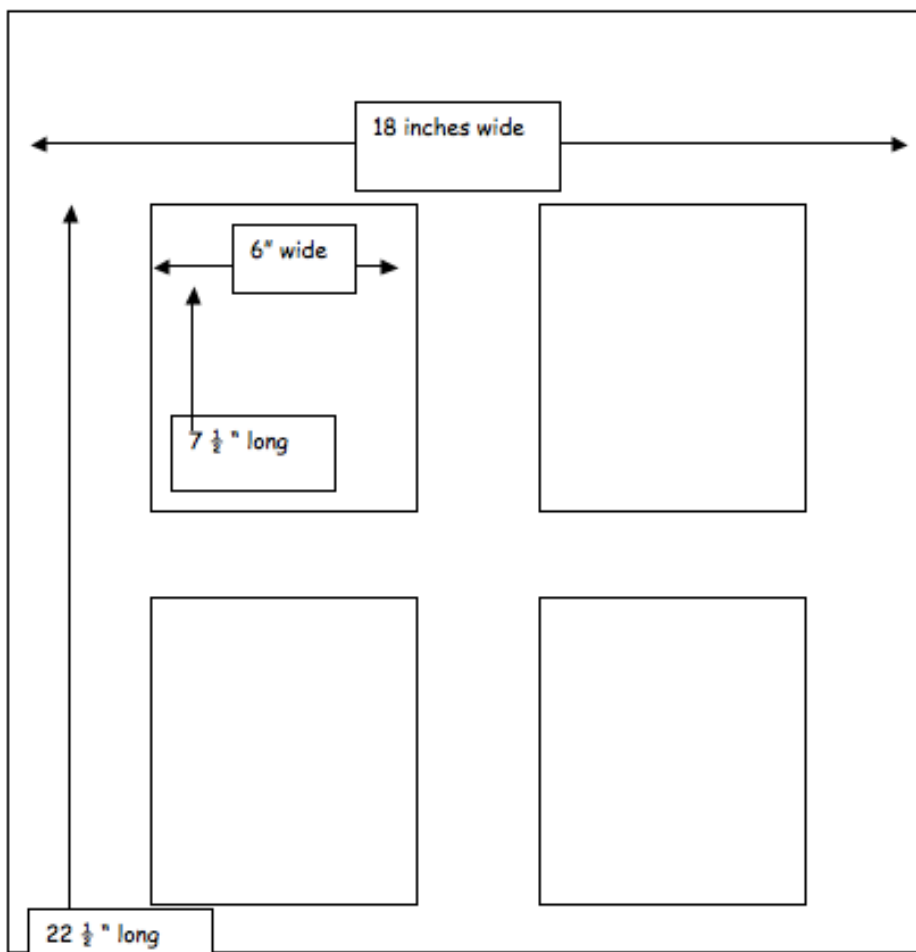 18 inches wide
6" wide
7 ½ " long
22 ½ " long